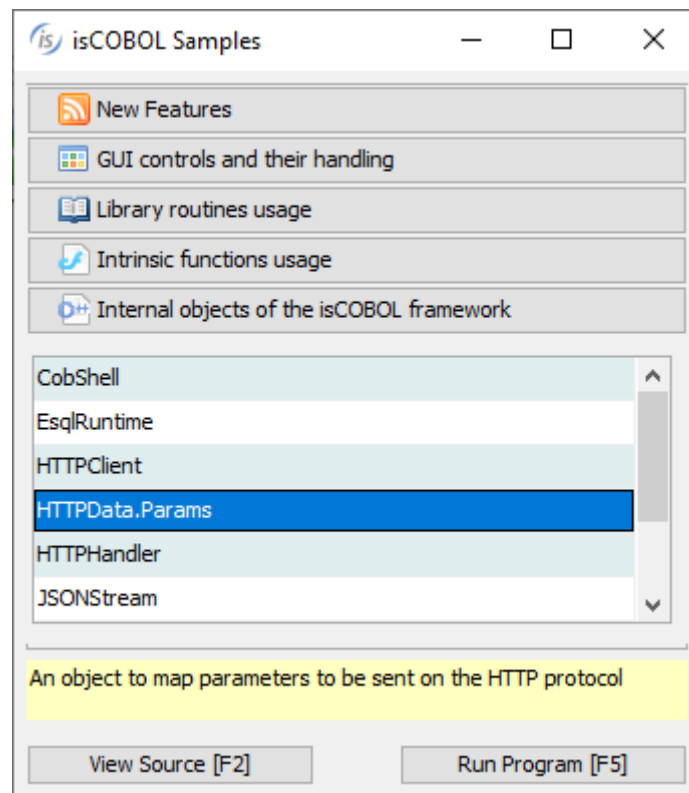 is isCOBOL Samples
New Features
GUI controls and their handling
Library routines usage
Intrinsic functions usage
D++ Internal objects of the isCOBOL framework
CobShell
EsqlRuntime
HTTPClient
HTTPData.Params
HTTPHandler
JSONStream
An object to map parameters to be sent on the HTTP protocol
View Source [F2] Run Program [F5]